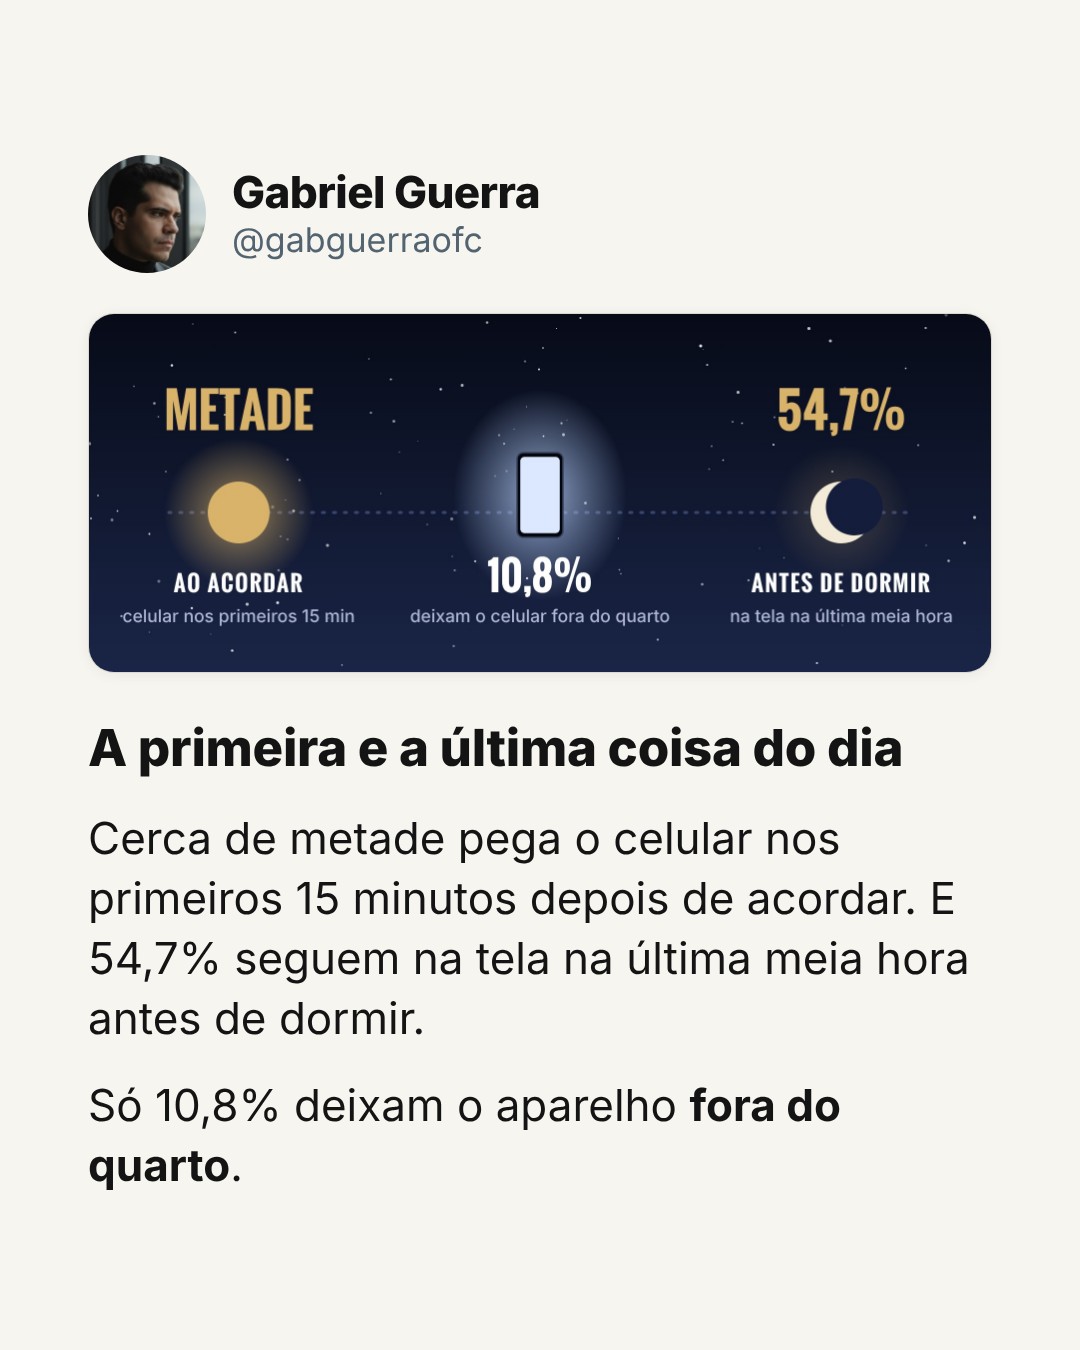 Gabriel Guerra
@gabguerraofc
METADE
54,7%
10,8%
AO ACORDAR
ANTES DE DORMIR
celular nos primeiros 15 min
deixam o celular fora do quarto
na tela na última meia hora
A primeira e a última coisa do dia
Cerca de metade pega o celular nos
primeiros 15 minutos depois de acordar. E
54,7% seguem na tela na última meia hora
antes de dormir.
Só 10,8% deixam o aparelho fora do
quarto.